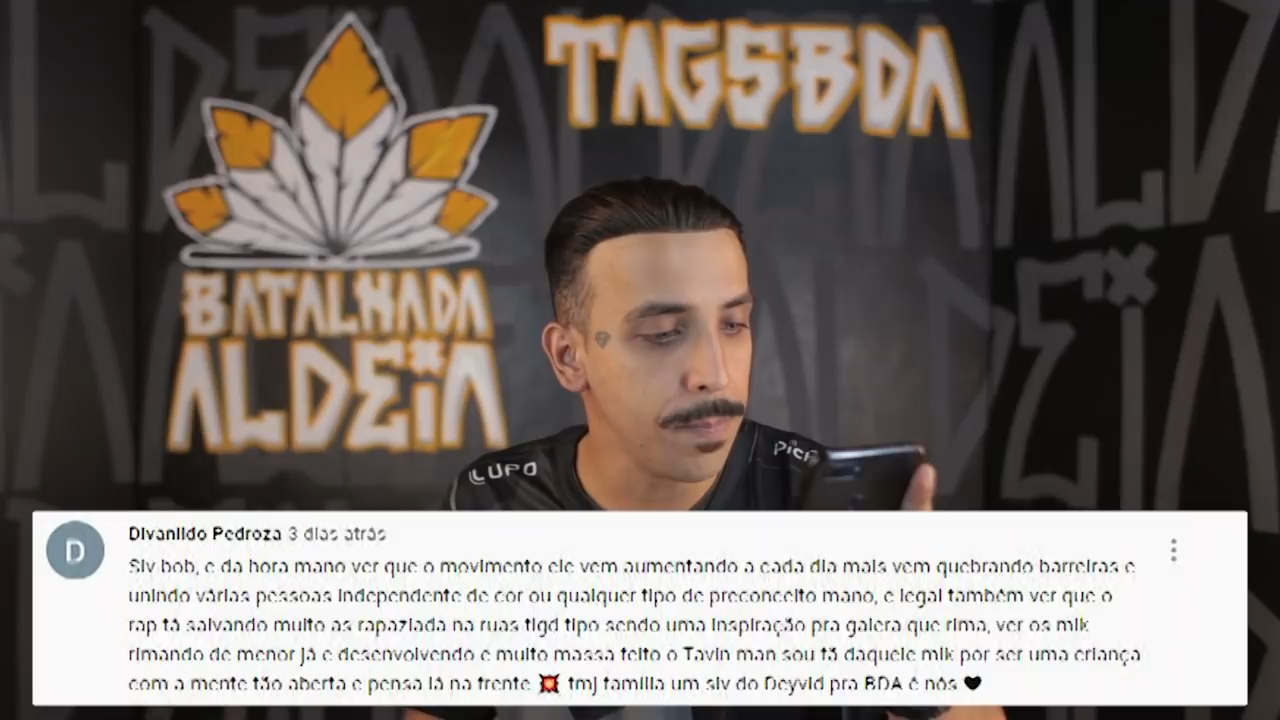 TAGSBDA
BATALHADA
ALDEiA
LUPO
Divanildo Pedroza 3 dias atrás
D
Slv bob, e da hora mano ver que o movimento ele vem aumentando a cada dia mais vem quebrando barreiras e
unindo várias pessoas independente de cor ou qualquer tipo de preconceito mano, e legal também ver que o
rap tá salvando muito as rapaziada na ruas tlgd tipo sendo uma inspiração pra galera que rima, ver os mlk
rimando de menor já e desenvolvendo e muito massa feito o Tavin man sou fã daquele mlk por ser uma criança
com a mente tão aberta e pensa lá na frente 💥 tmj familia um slv do Deyvid pra BDA é nós ♥